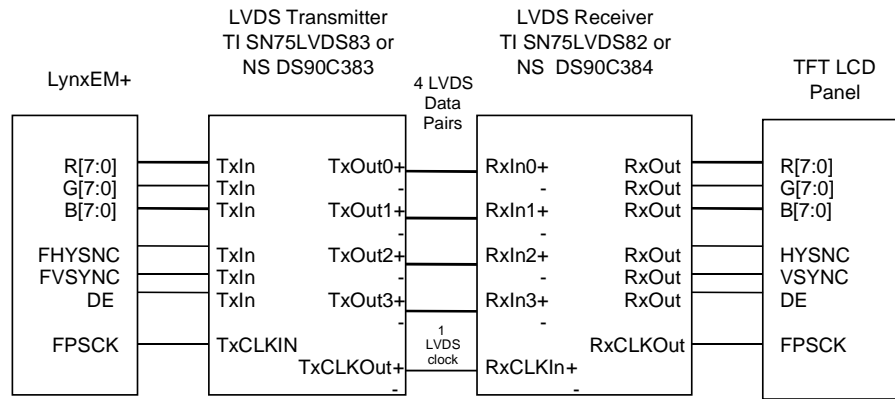 LVDS Transmitter
TI SN75LVDS83 or
NS DS90C383
LVDS Receiver
TI SN75LVDS82 or
NS DS90C384
LynxEM+
4 LVDS
Data
Pairs
TFT LCD
Panel
R[7:0]
G[7:0]
B[7:0]
FHYSNC
FVSYNC
DE
FPSCK
TxIn
TxIn
TxIn
TxIn
TxIn
TxIn
TxCLKIN
TxOut0+
-
TxOut1+
-
TxOut2+
-
TxOut3+
-
TxCLKOut+
-
1
LVDS
clock
RxIn0+
-
RxIn1+
-
RxIn2+
-
RxIn3+
-
RxCLKIn+
-
RxOut
RxOut
RxOut
RxOut
RxOut
RxOut
RxCLKOut
R[7:0]
G[7:0]
B[7:0]
HYSNC
VSYNC
DE
FPSCK